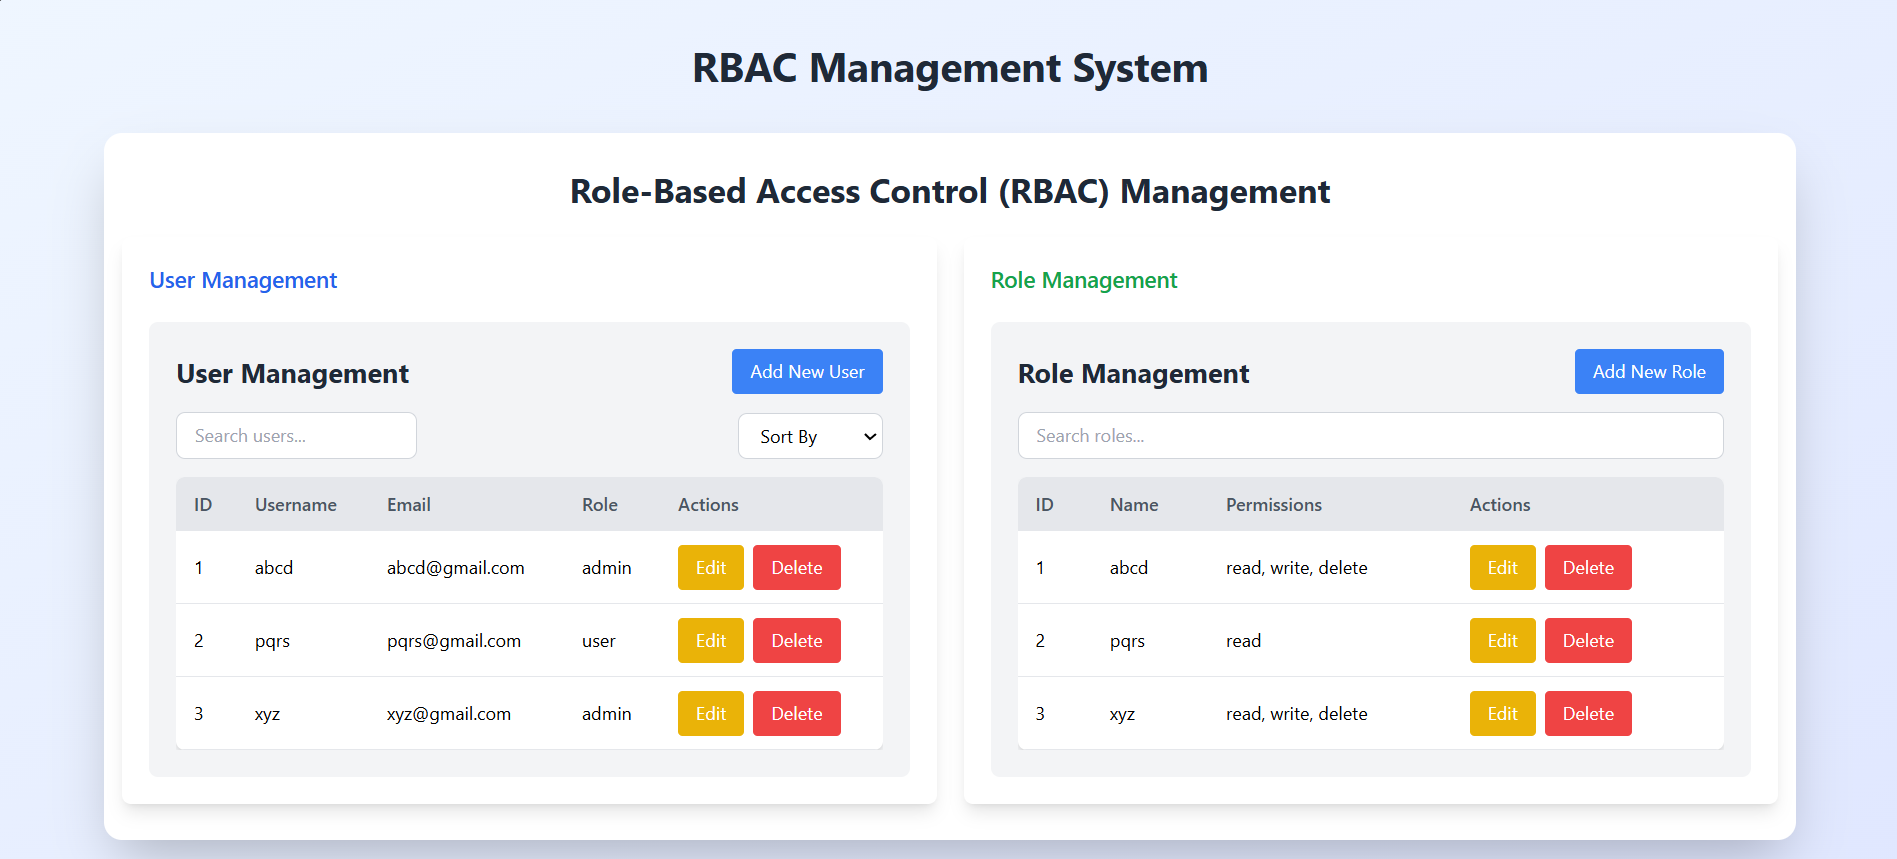 RBAC Management System
Role-Based Access Control (RBAC) Management
User Management
User Management
Add New User
Search users...
Sort By
ID Username Email Role Actions
1 abcd abcd@gmail.com admin Edit Delete
2 pqrs pqrs@gmail.com user Edit Delete
3 xyz xyz@gmail.com admin Edit Delete
Role Management
Role Management
Add New Role
Search roles...
ID Name Permissions Actions
1 abcd read, write, delete Edit Delete
2 pqrs read Edit Delete
3 xyz read, write, delete Edit Delete